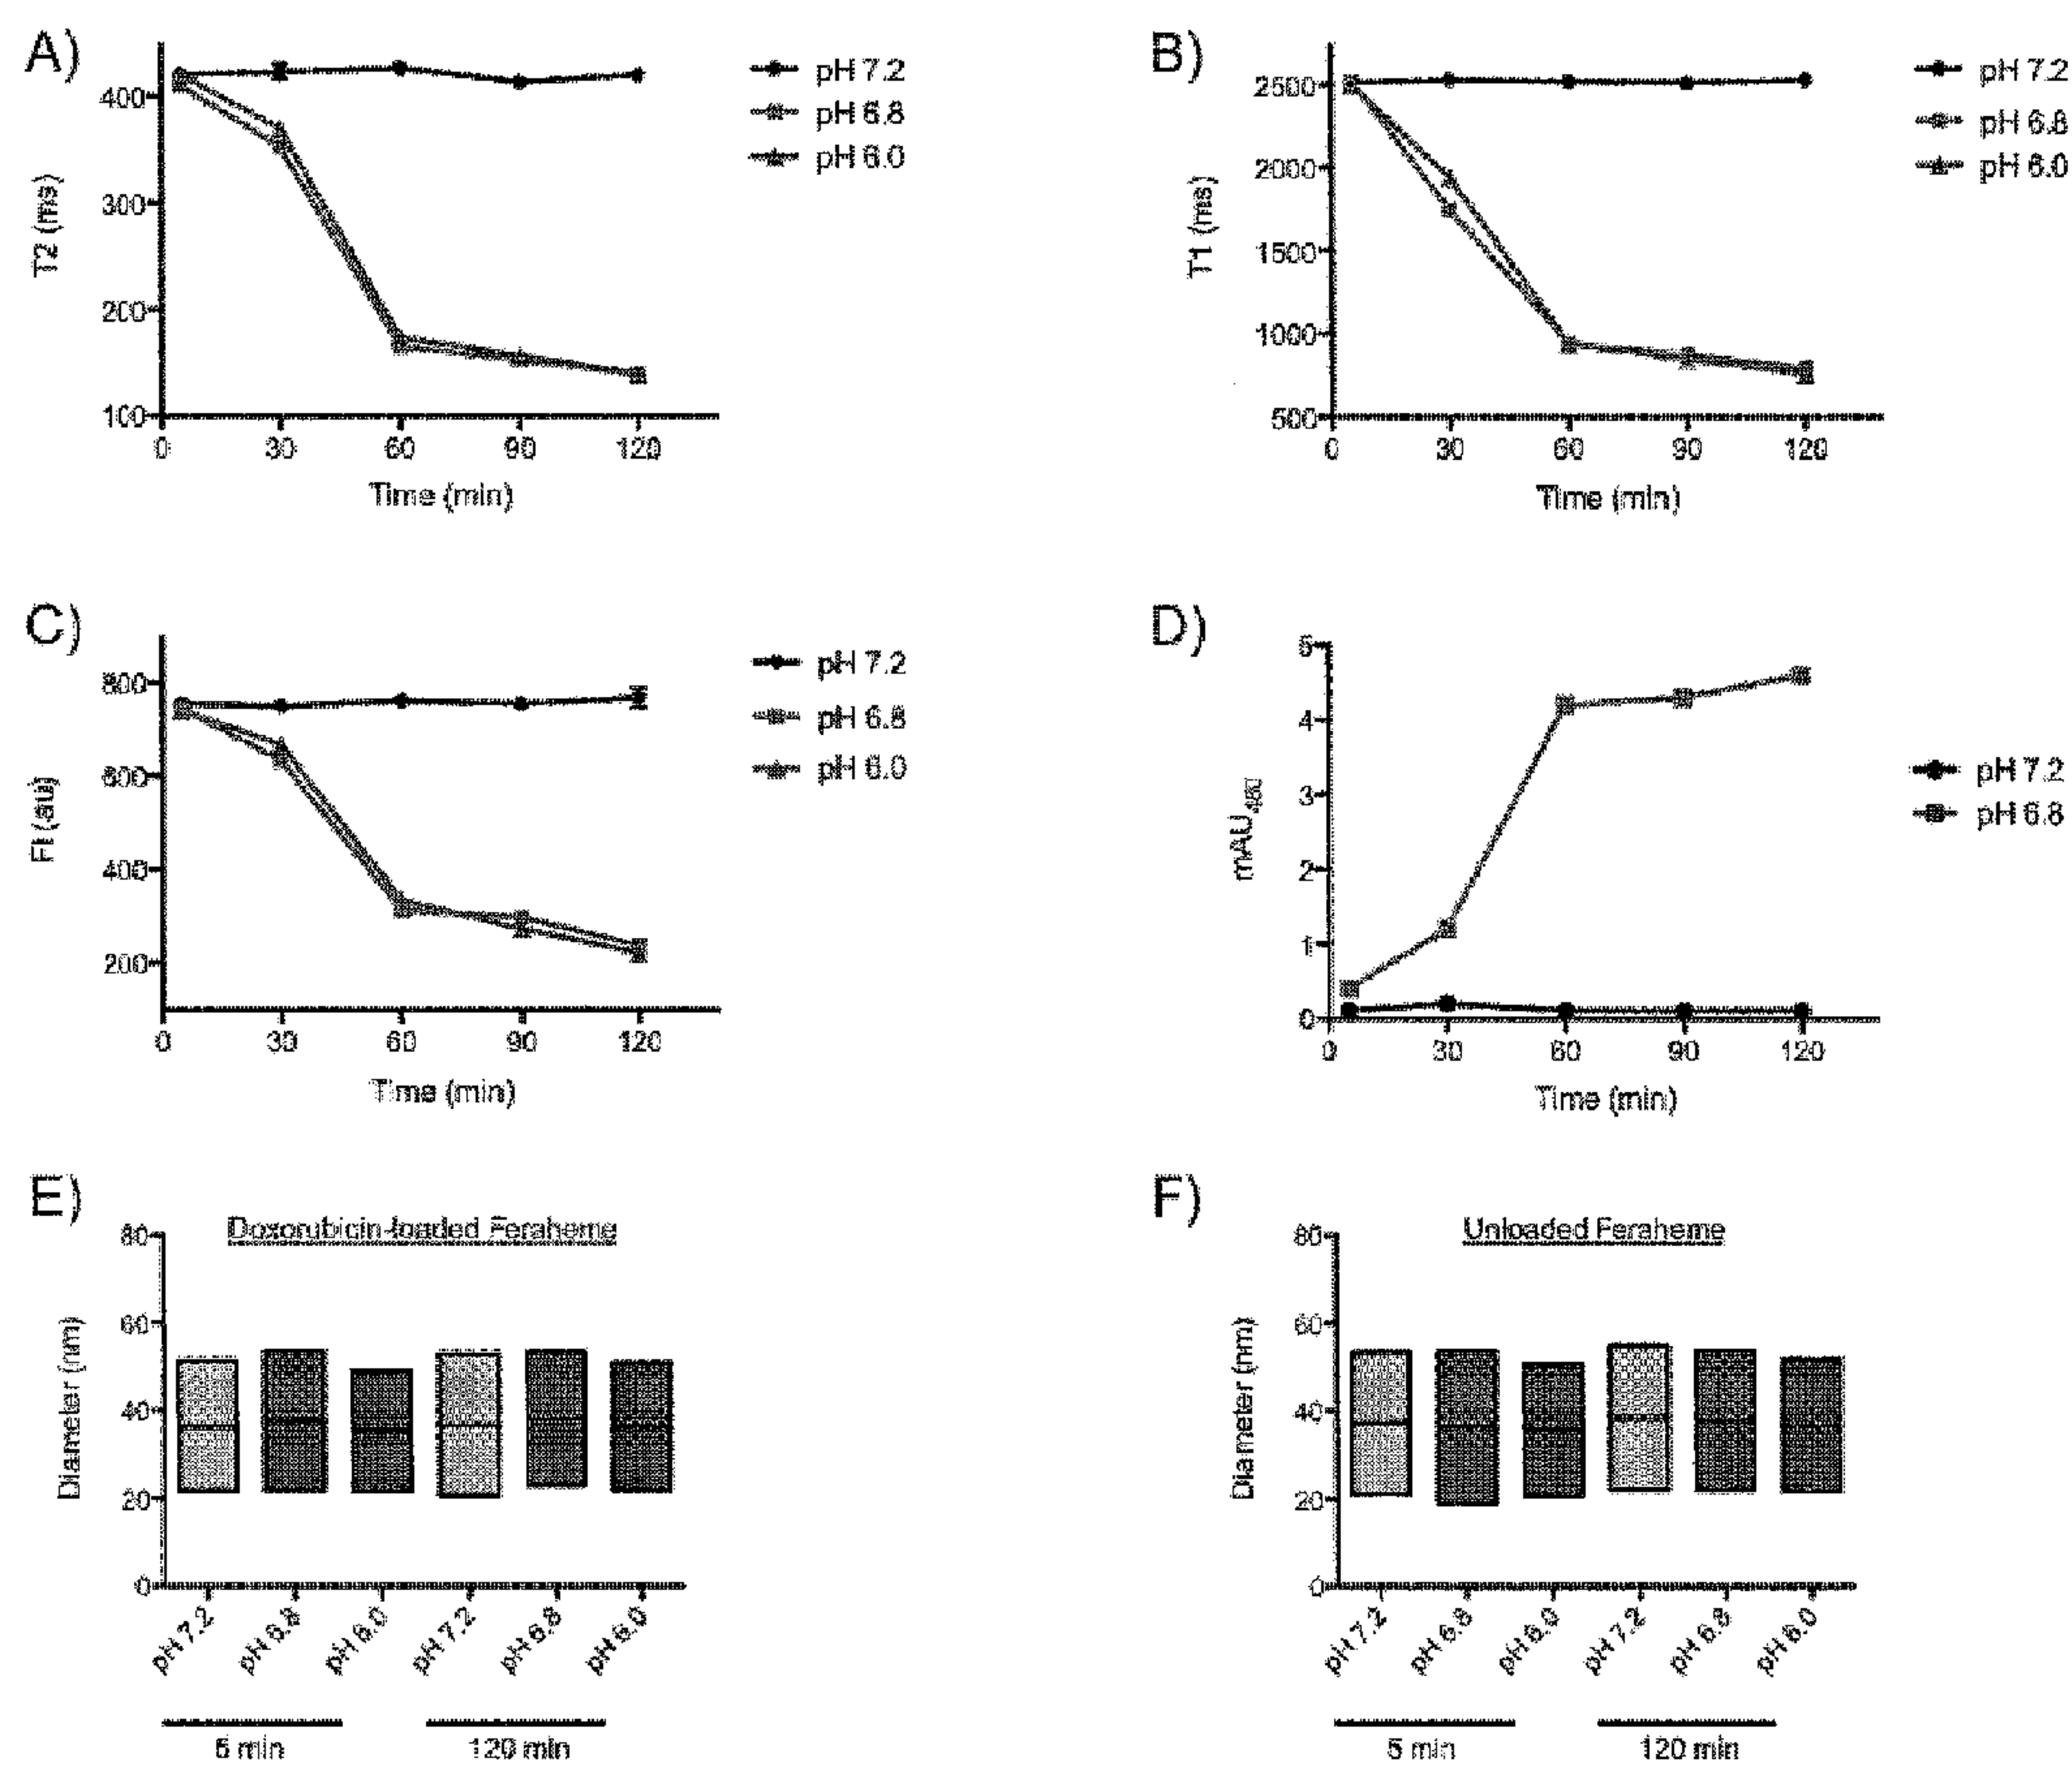 A)
400
300
200
100
0 30 60 90 120
T2 (ms)
Time (min)
pH 7.2
pH 6.8
pH 6.0
B)
2500
2000
1500
1000
500
0 30 60 90 120
T1 (ms)
Time (min)
pH 7.2
pH 6.8
pH 6.0
C)
800
600
400
200
0 30 60 90 120
FI (au)
Time (min)
pH 7.2
pH 6.8
pH 6.0
D)
5
4
3
2
1
0
0 30 60 90 120
mAU480
Time (min)
pH 7.2
pH 6.8
E)
Doxorubicin-loaded Feraheme
80
60
40
20
0
Diameter (nm)
pH 7.2 pH 6.8 pH 6.0 pH 7.2 pH 6.8 pH 6.0
5 min 120 min
F)
Unloaded Feraheme
80
60
40
20
0
Diameter (nm)
pH 7.2 pH 6.8 pH 6.0 pH 7.2 pH 6.8 pH 6.0
5 min 120 min